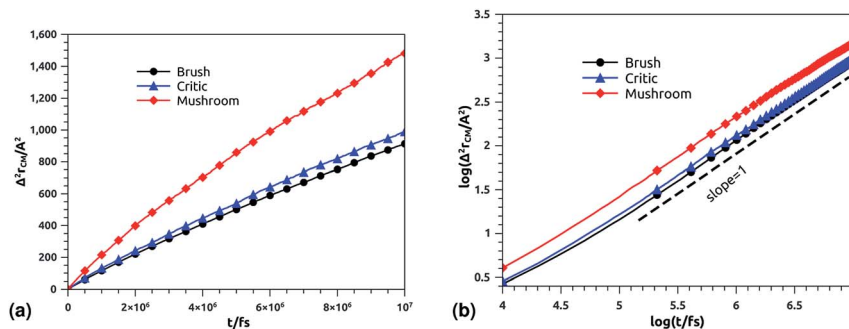 1,600
1,400
1,200
1,000
800
600
400
200
0
Δ²r_CM/A²
Brush
Critic
Mushroom
0 2×10⁶ 4×10⁶ 6×10⁶ 8×10⁶ 10⁷
t/fs
(a)
3.5
3
2.5
2
1.5
1
0.5
log(Δ²r_CM/A²)
Brush
Critic
Mushroom
slope=1
4 4.5 5 5.5 6 6.5
log(t/fs)
(b)